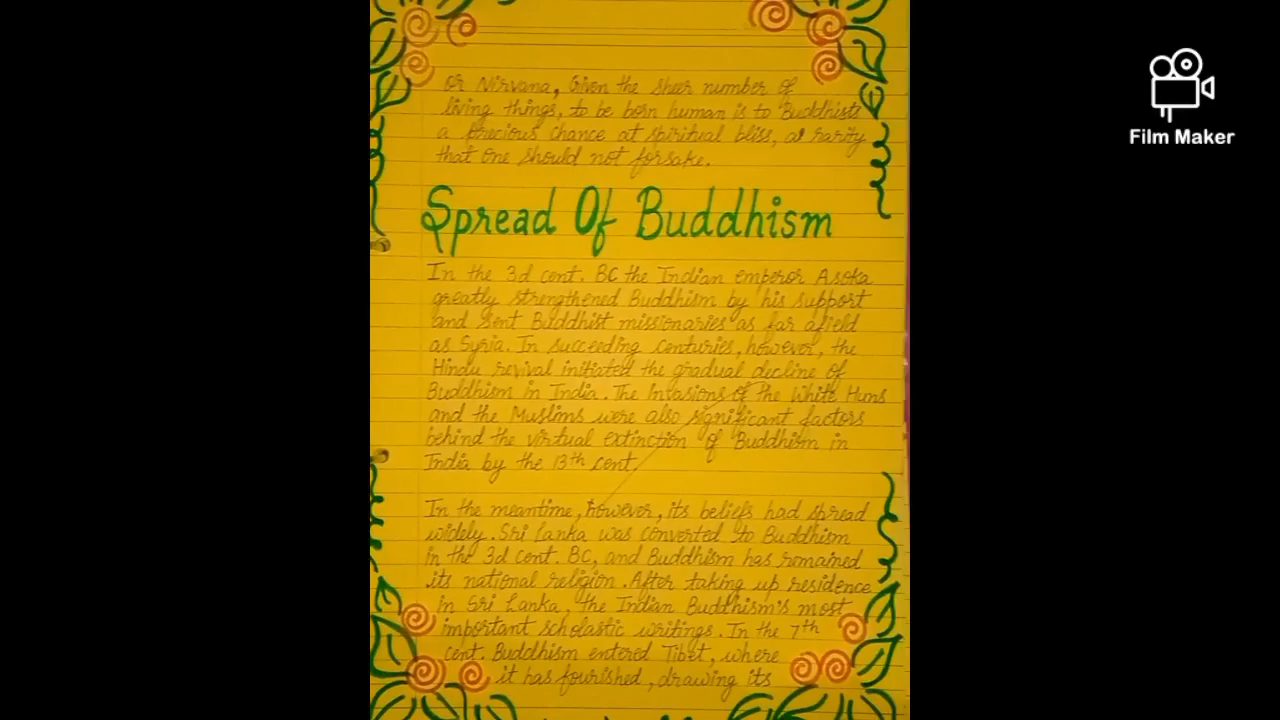 or Nirvana, Given the sheer number of
living things, to be born human is to Buddhists
a precious chance at spiritual bliss, a rarity
that one should not forsake.
Spread Of Buddhism
In the 3d cent. BC the Indian emperor Asoka
greatly strengthened Buddhism by his support
and sent Buddhist missionaries as far afield
as Syria. In succeeding centuries, however, the
Hindu revival initiated the gradual decline of
Buddhism in India. The Invasions of the White Huns
and the Muslims were also significant factors
behind the virtual extinction of Buddhism in
India by the 13th cent.
In the meantime, however, its beliefs had spread
widely. Sri Lanka was converted to Buddhism
in the 3d cent. BC, and Buddhism has remained
its national religion. After taking up residence
in Sri Lanka, the Indian Buddhism's most
important scholastic writings. In the 7th
cent. Buddhism entered Tibet, where
it has fourished, drawing its
Film Maker